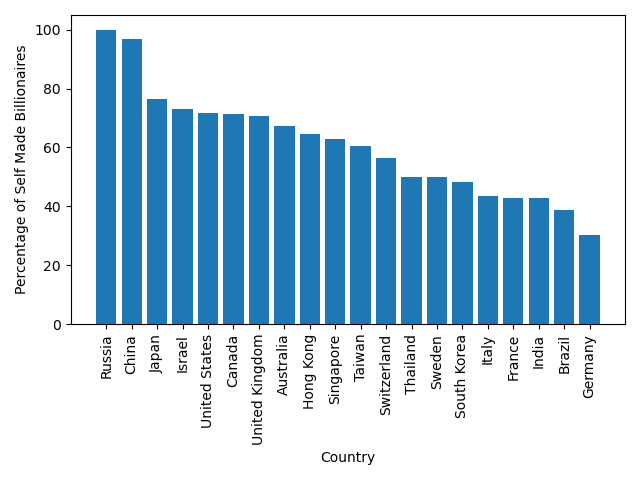 Percentage of Self Made Billionaires
100
80
60
40
20
0
Russia
China
Japan
Israel
United States
Canada
United Kingdom
Australia
Hong Kong
Singapore
Taiwan
Switzerland
Thailand
Sweden
South Korea
Italy
France
India
Brazil
Germany
Country